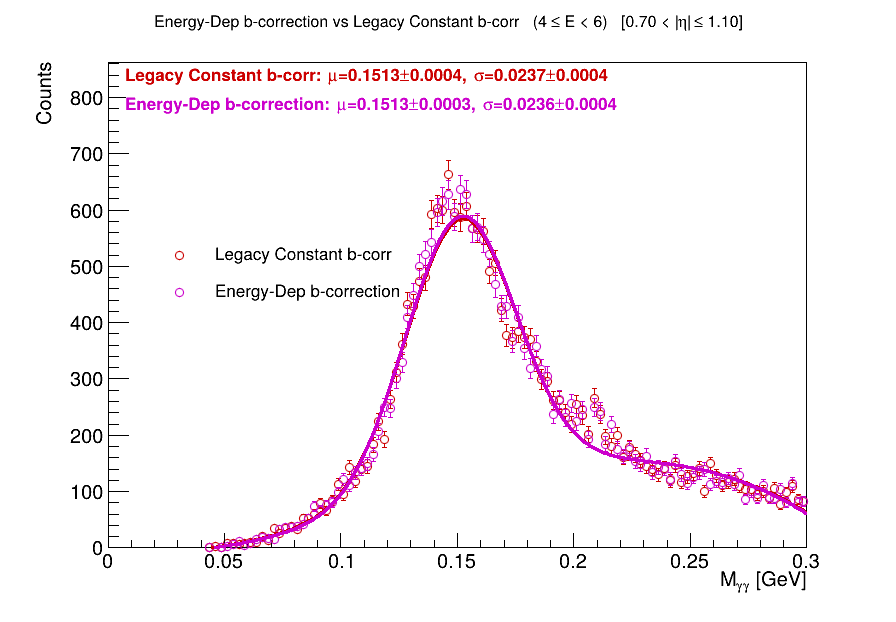 Energy-Dep b-correction vs Legacy Constant b-corr (4 ≤ E < 6) [0.70 < |η| ≤ 1.10]
Counts
Legacy Constant b-corr: μ=0.1513±0.0004, σ=0.0237±0.0004
Energy-Dep b-correction: μ=0.1513±0.0003, σ=0.0236±0.0004
800
700
600
500
400
300
200
100
0
Legacy Constant b-corr
Energy-Dep b-correction
0 0.05 0.1 0.15 0.2 0.25 0.3
Mγγ [GeV]